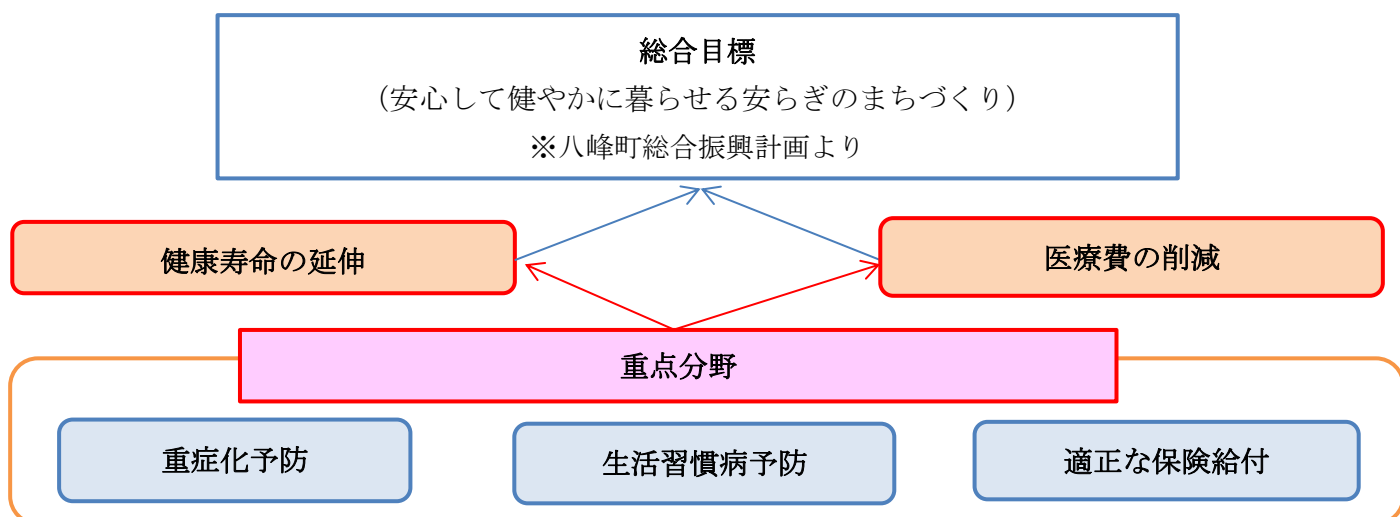 総合目標
（安心して健やかに暮らせる安らぎのまちづくり）
※八峰町総合振興計画より
健康寿命の延伸
医療費の削減
重点分野
重症化予防
生活習慣病予防
適正な保険給付